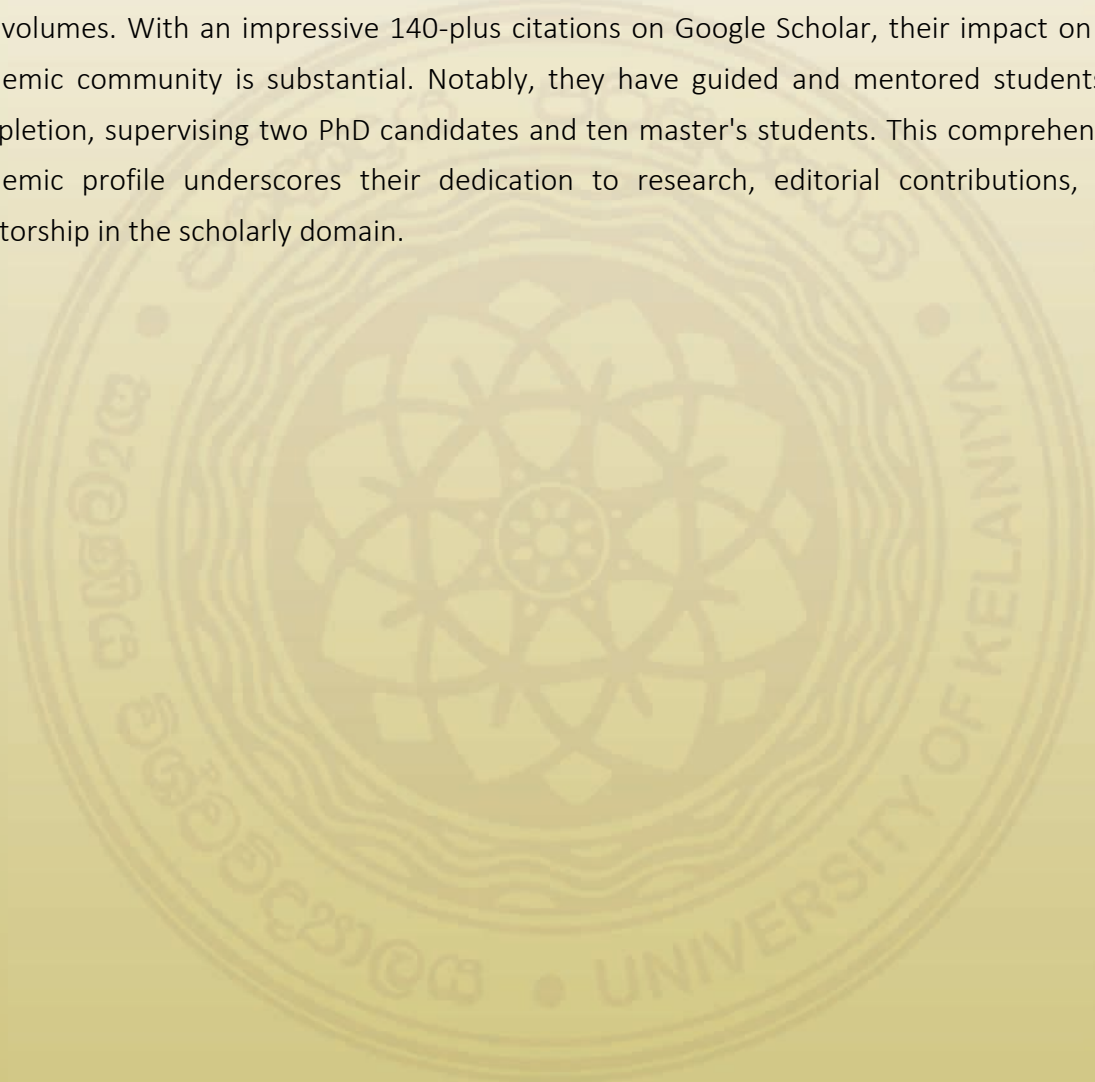 volumes. With an impressive 140-plus citations on Google Scholar, their impact on
emic community is substantial. Notably, they have guided and mentored students
pletion, supervising two PhD candidates and ten master's students. This comprehen
emic profile underscores their dedication to research, editorial contributions,
torship in the scholarly domain.
UNIVERSITY OF KELANIYA